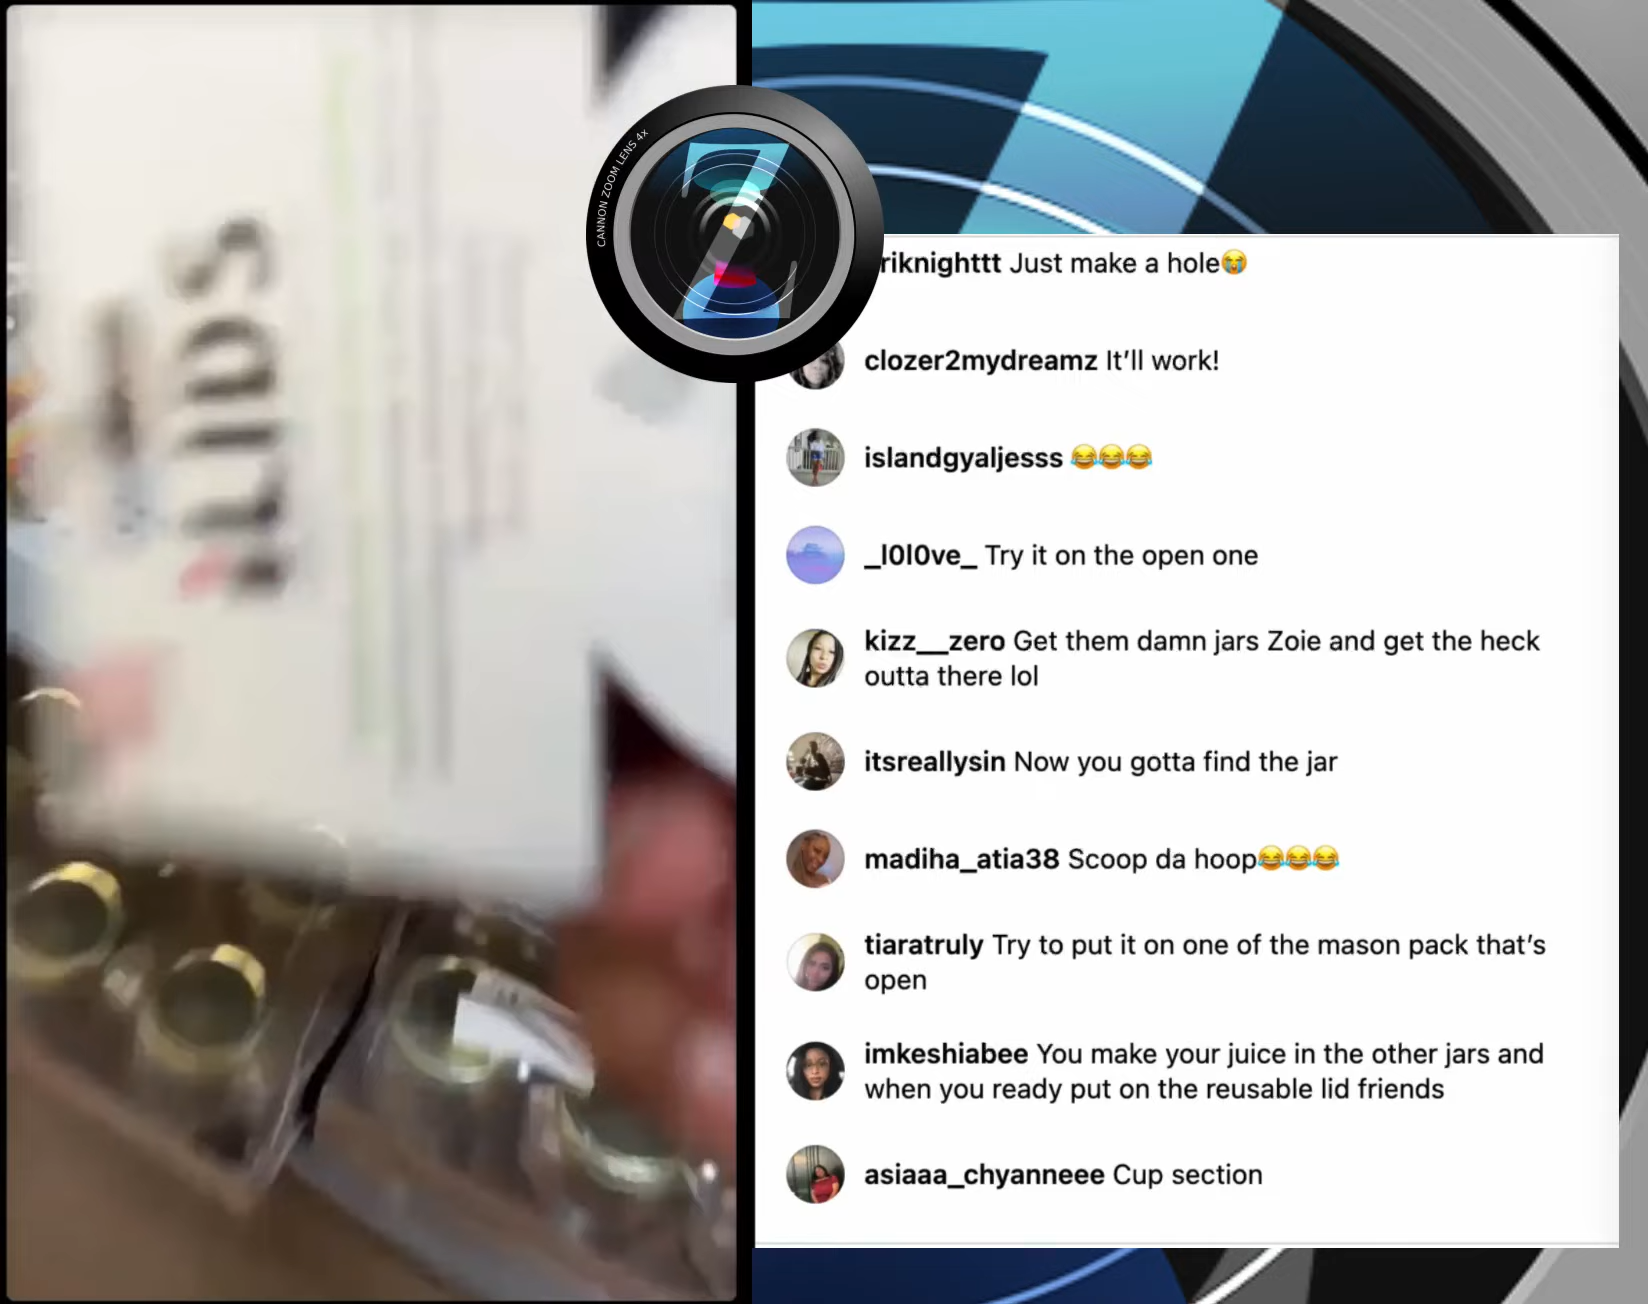 LIDS
CANNON ZOOM LENS 4x
riknighttt Just make a hole😭
clozer2mydreamz It’ll work!
islandgyaljesss 😂😂😂
_l0l0ve_ Try it on the open one
kizz__zero Get them damn jars Zoie and get the heck
outta there lol
itsreallysin Now you gotta find the jar
madiha_atia38 Scoop da hoop😂😂😂
tiaratruly Try to put it on one of the mason pack that’s
open
imkeshiabee You make your juice in the other jars and
when you ready put on the reusable lid friends
asiaaa_chyanneee Cup section